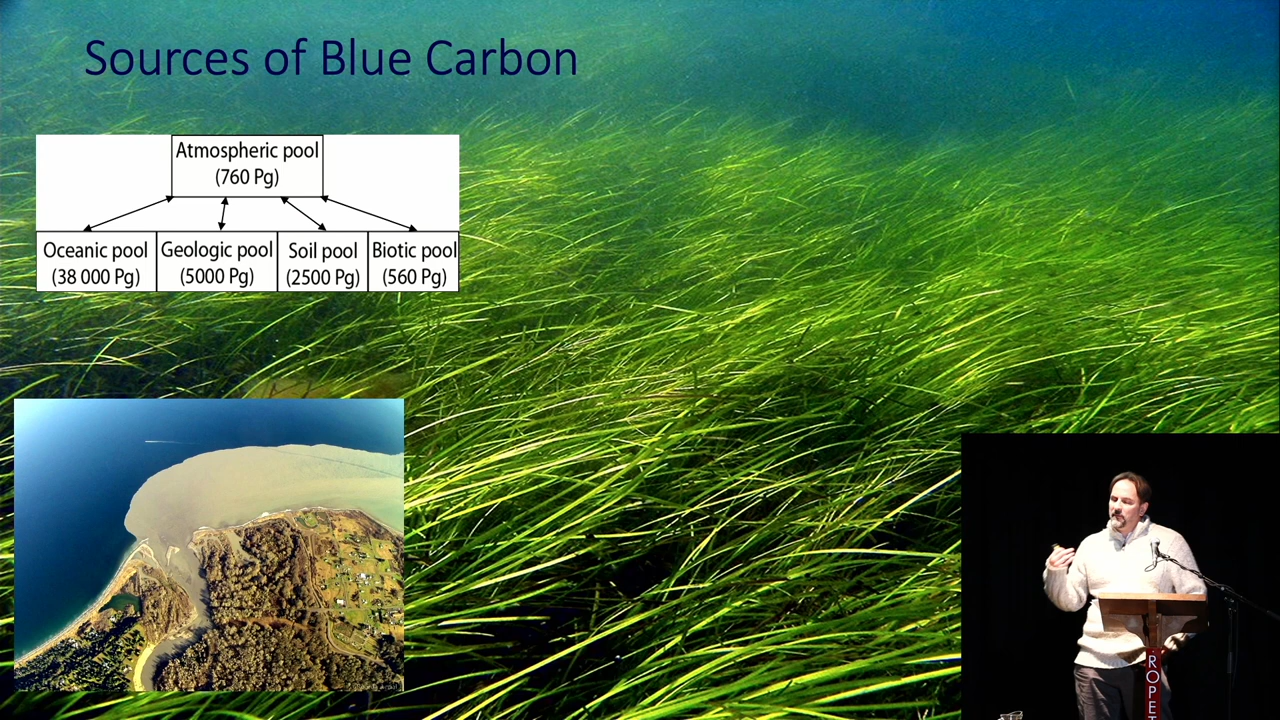 Sources of Blue Carbon
Atmospheric pool
(760 Pg)
Oceanic pool
(38 000 Pg)
Geologic pool
(5000 Pg)
Soil pool
(2500 Pg)
Biotic pool
(560 Pg)
ROPE